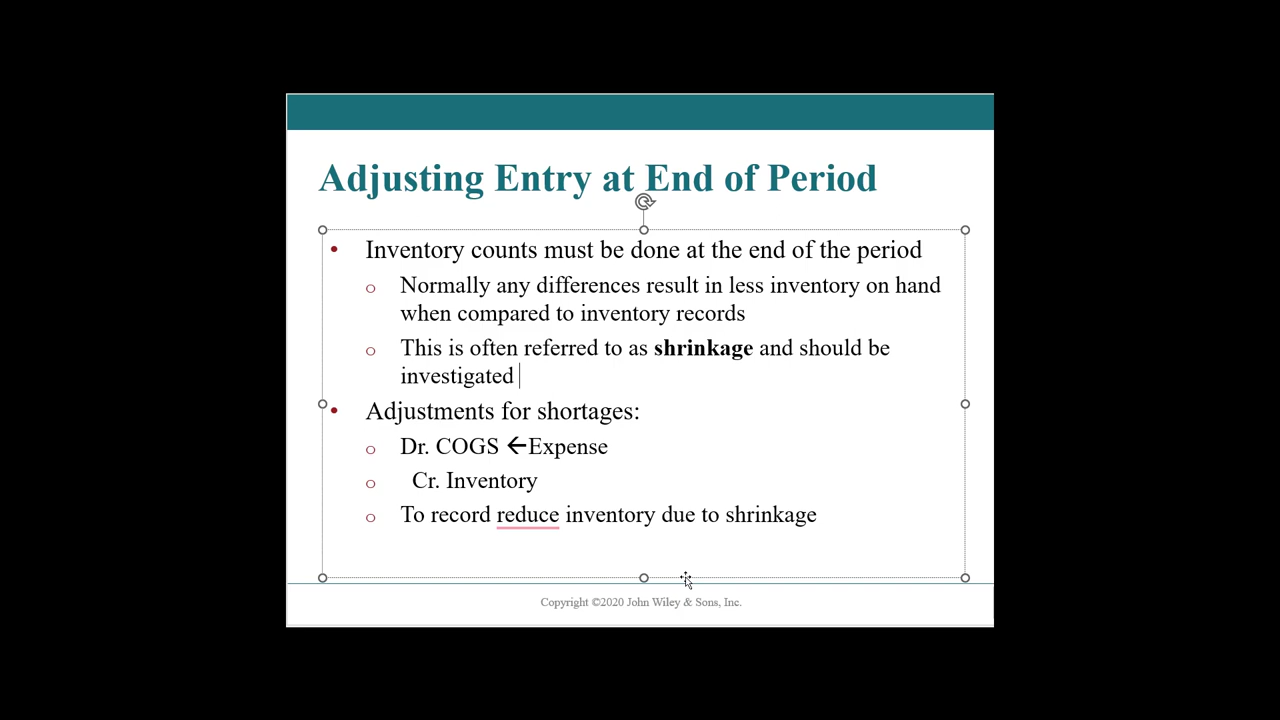 Adjusting Entry at End of Period
• Inventory counts must be done at the end of the period
o Normally any differences result in less inventory on hand
when compared to inventory records
o This is often referred to as shrinkage and should be
investigated
• Adjustments for shortages:
o Dr. COGS ←Expense
o Cr. Inventory
o To record reduce inventory due to shrinkage
Copyright ©2020 John Wiley & Sons, Inc.